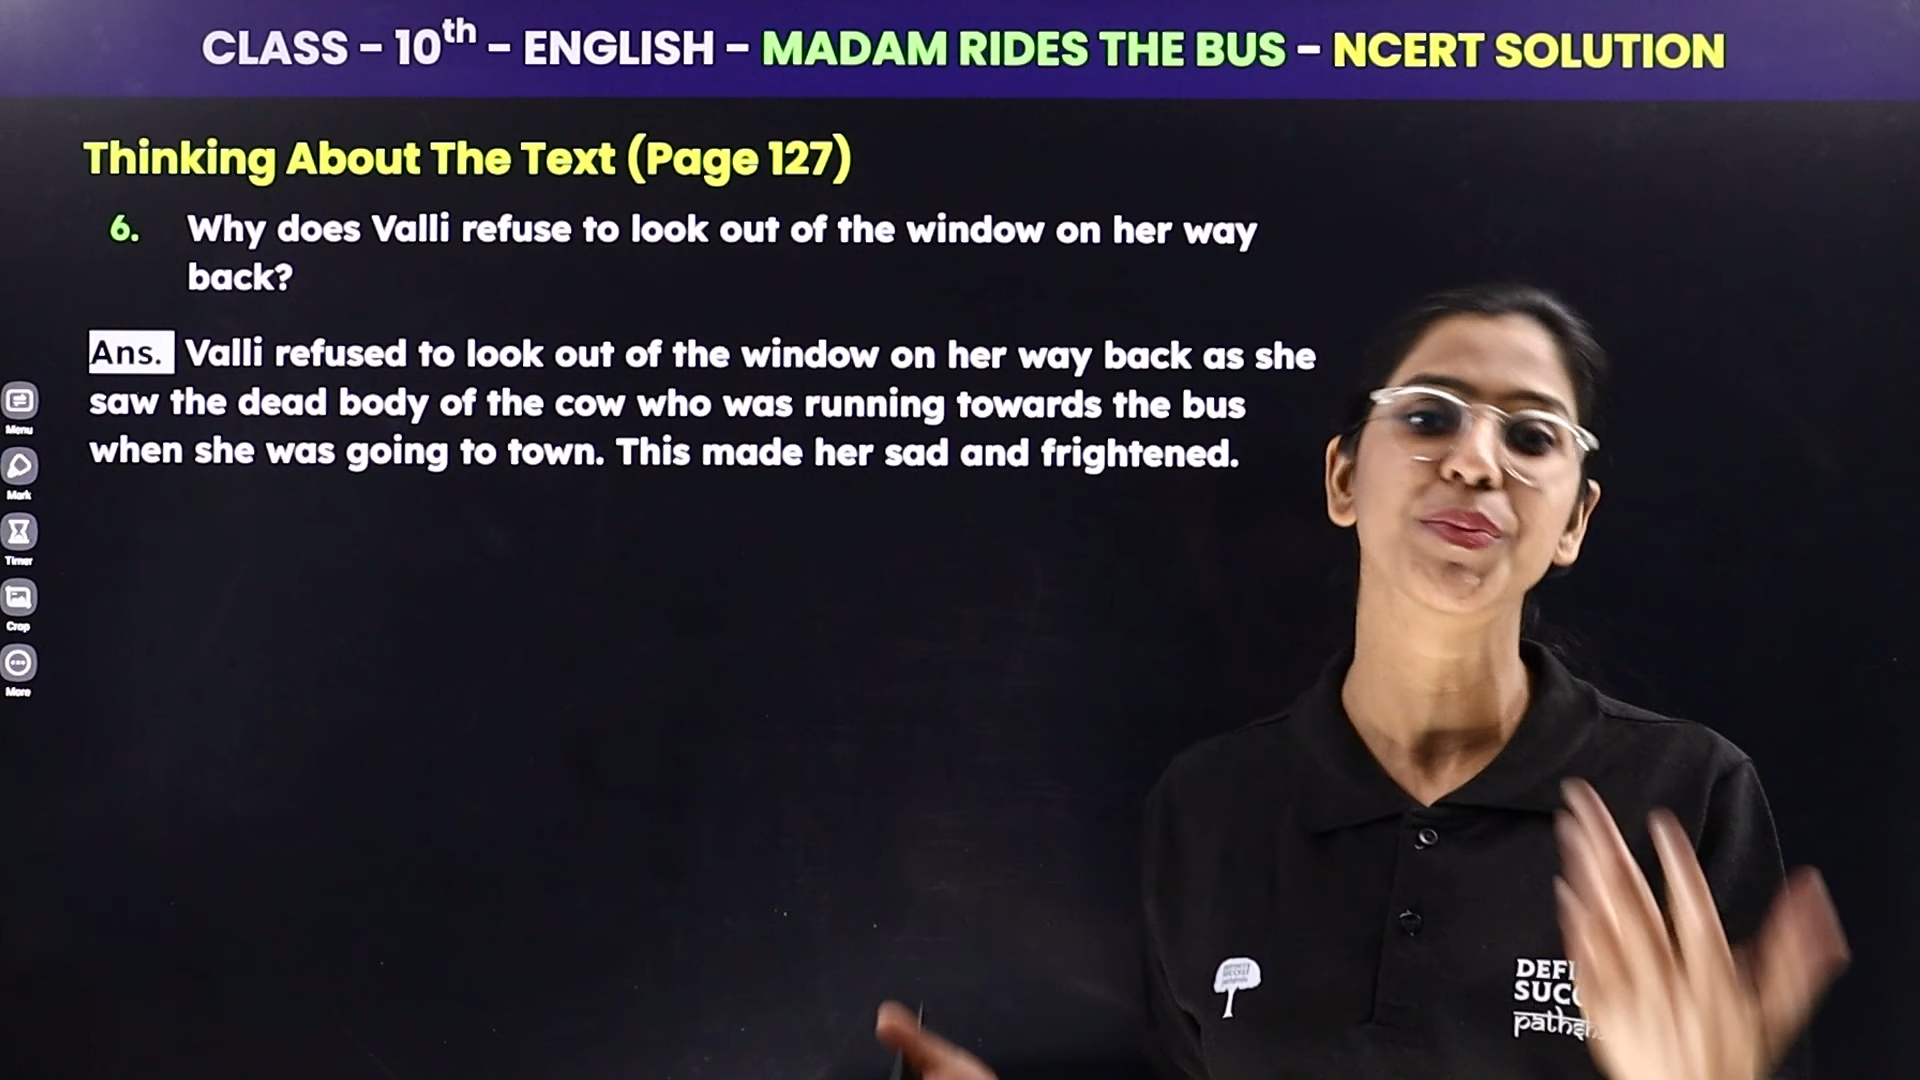 CLASS – 10th – ENGLISH – MADAM RIDES THE BUS – NCERT SOLUTION
Thinking About The Text (Page 127)
6. Why does Valli refuse to look out of the window on her way
back?
Ans. Valli refused to look out of the window on her way back as she
saw the dead body of the cow who was running towards the bus
when she was going to town. This made her sad and frightened.
Menu
Mark
Timer
Crop
More